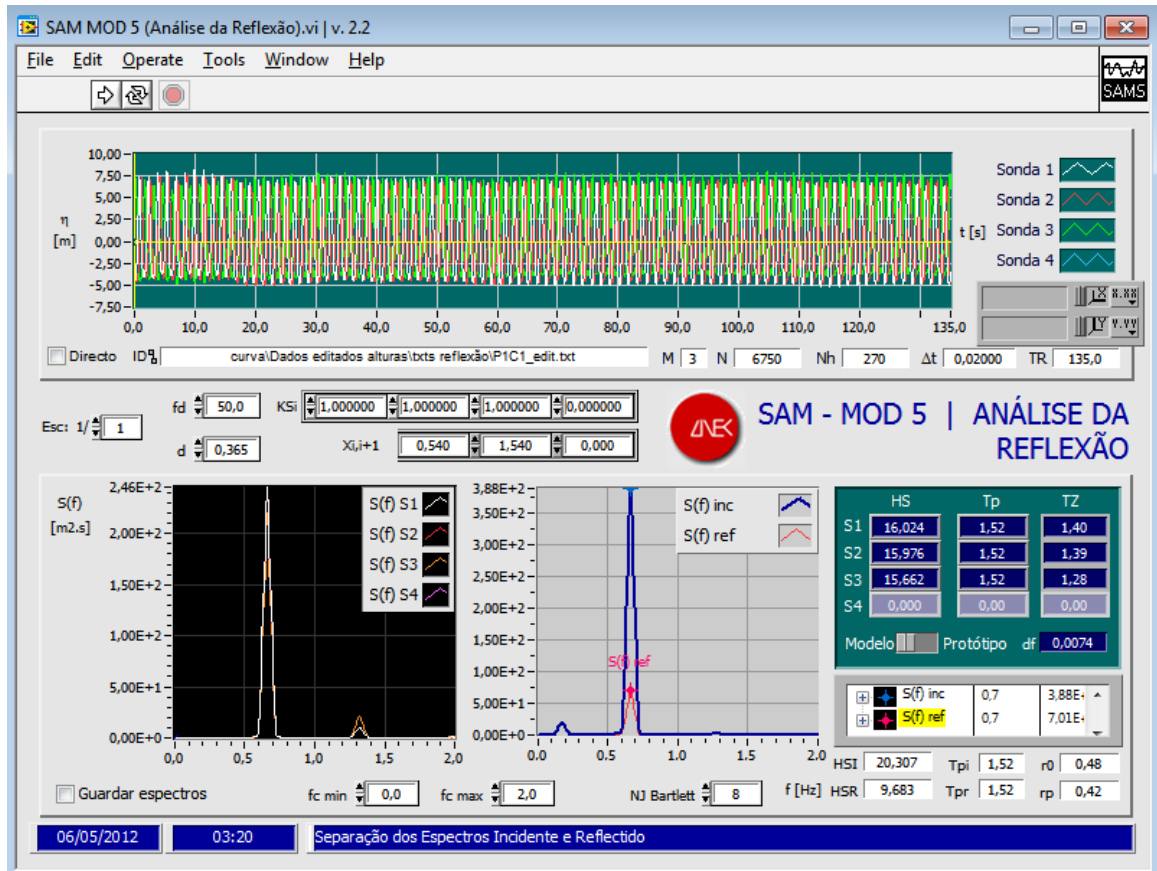 SAM MOD 5 (Análise da Reflexão).vi | v. 2.2
File Edit Operate Tools Window Help
SAMS
10,00
7,50
5,00
2,50
0,00
-2,50
-5,00
-7,50
η
[m]
0,0 10,0 20,0 30,0 40,0 50,0 60,0 70,0 80,0 90,0 100,0 110,0 120,0 135,0
t [s]
Sonda 1
Sonda 2
Sonda 3
Sonda 4
X X.XX
Y Y.YY
Directo ID curva\Dados editados alturas\txts reflexão\P1C1_edit.txt M 3 N 6750 Nh 270 Δt 0,02000 TR 135,0
Esc: 1/ 1
fd 50,0 KSi 1,000000 1,000000 1,000000 0,000000
d 0,365 Xi,i+1 0,540 1,540 0,000
LNEC
SAM - MOD 5 | ANÁLISE DA
REFLEXÃO
S(f)
[m2.s]
2,46E+2
2,00E+2
1,50E+2
1,00E+2
5,00E+1
0,00E+0
0,0 0,5 1,0 1,5 2,0
S(f) S1
S(f) S2
S(f) S3
S(f) S4
3,88E+2
3,50E+2
3,00E+2
2,50E+2
2,00E+2
1,50E+2
1,00E+2
5,00E+1
0,00E+0
0.0 0.5 1.0 1.5 2.0
f [Hz]
S(f) inc
S(f) ref
S(f) ref
HS Tp TZ
S1 16,024 1,52 1,40
S2 15,976 1,52 1,39
S3 15,662 1,52 1,28
S4 0,000 0,00 0,00
Modelo Protótipo df 0,0074
S(f) inc 0,7 3,88E+
S(f) ref 0,7 7,01E+
HSI 20,307 Tpi 1,52 r0 0,48
HSR 9,683 Tpr 1,52 rp 0,42
Guardar espectros fc min 0,0 fc max 2,0 NJ Bartlett 8
06/05/2012 03:20 Separação dos Espectros Incidente e Reflectido